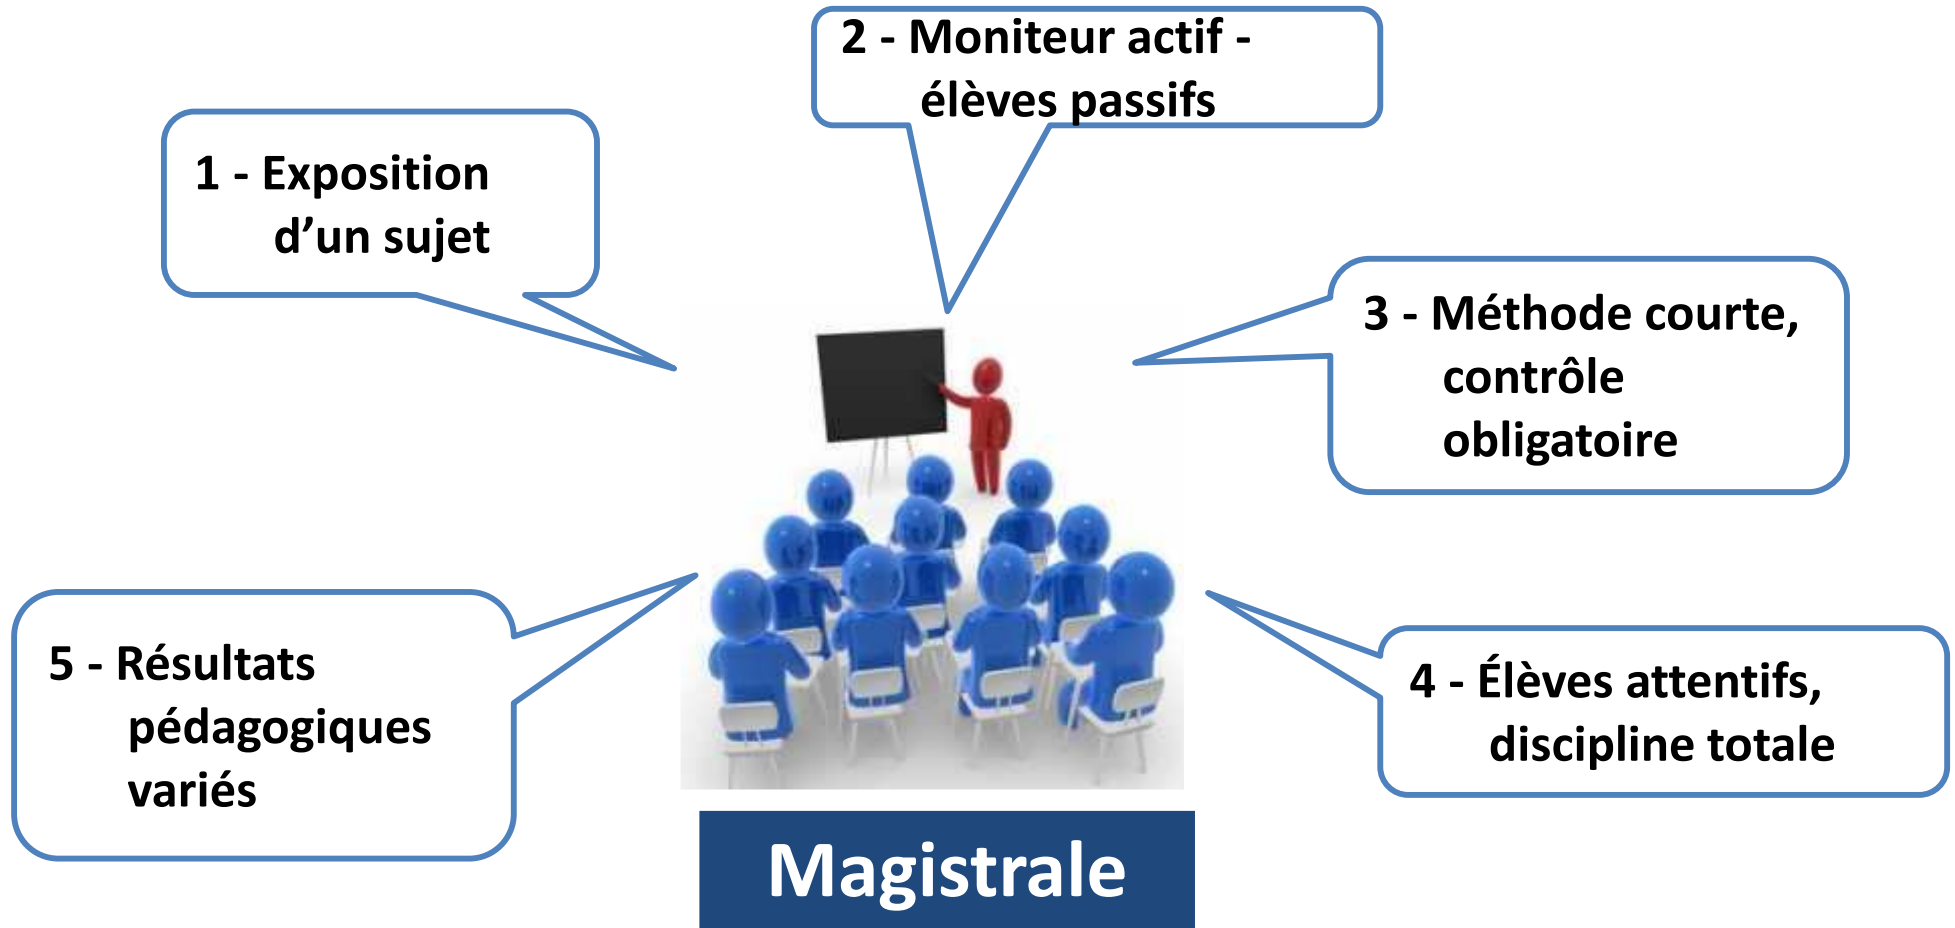 1 - Exposition
d’un sujet
2 - Moniteur actif -
élèves passifs
3 - Méthode courte,
contrôle
obligatoire
4 - Élèves attentifs,
discipline totale
5 - Résultats
pédagogiques
variés
Magistrale